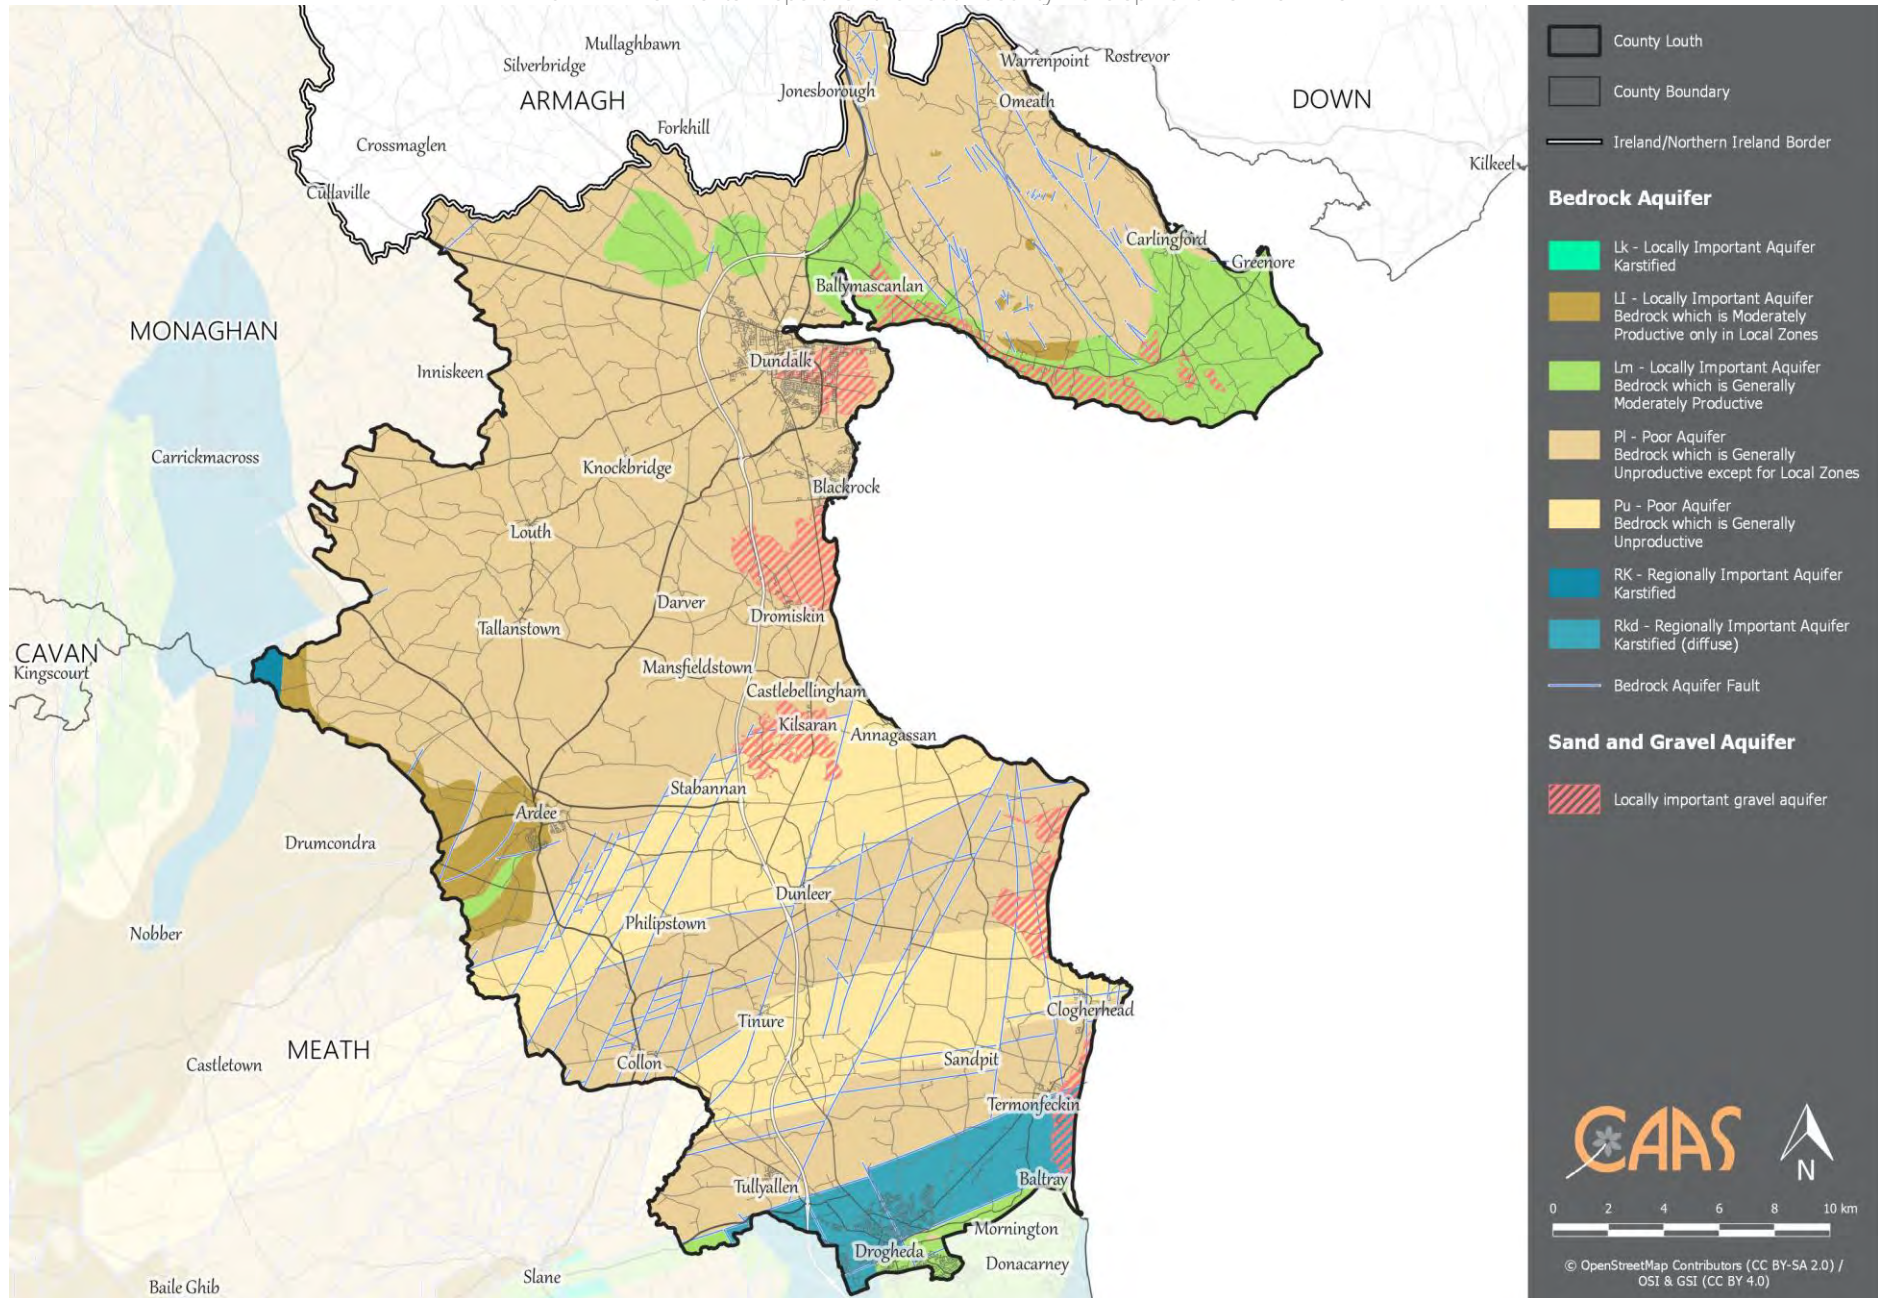 Mullaghbawn
Silverbridge
ARMAGH
Jonesborough
Warrenpoint
Rostrevor
Omeath
DOWN
Forkhill
Crossmaglen
Cullaville
Kilkeel
Carlingford
Greenore
Ballymascanlan
MONAGHAN
Inniskeen
Dundalk
Carrickmacross
Knockbridge
Blackrock
Louth
Darver
Dromiskin
Tallanstown
CAVAN
Kingscourt
Mansfieldstown
Castlebellingham
Kilsaran
Annagassan
Stabannan
Ardee
Drumcondra
Dunleer
Philipstown
Nobber
Clogherhead
Tinure
MEATH
Castletown
Collon
Sandpit
Termonfeckin
Tullyallen
Baltray
Mornington
Drogheda
Donacarney
Slane
Baile Ghib
County Louth
County Boundary
Ireland/Northern Ireland Border
Bedrock Aquifer
Lk - Locally Important Aquifer
Karstified
LI - Locally Important Aquifer
Bedrock which is Moderately
Productive only in Local Zones
Lm - Locally Important Aquifer
Bedrock which is Generally
Moderately Productive
Pl - Poor Aquifer
Bedrock which is Generally
Unproductive except for Local Zones
Pu - Poor Aquifer
Bedrock which is Generally
Unproductive
RK - Regionally Important Aquifer
Karstified
Rkd - Regionally Important Aquifer
Karstified (diffuse)
Bedrock Aquifer Fault
Sand and Gravel Aquifer
Locally important gravel aquifer
CAAS
N
0 2 4 6 8 10 km
© OpenStreetMap Contributors (CC BY-SA 2.0) /
OSI & GSI (CC BY 4.0)